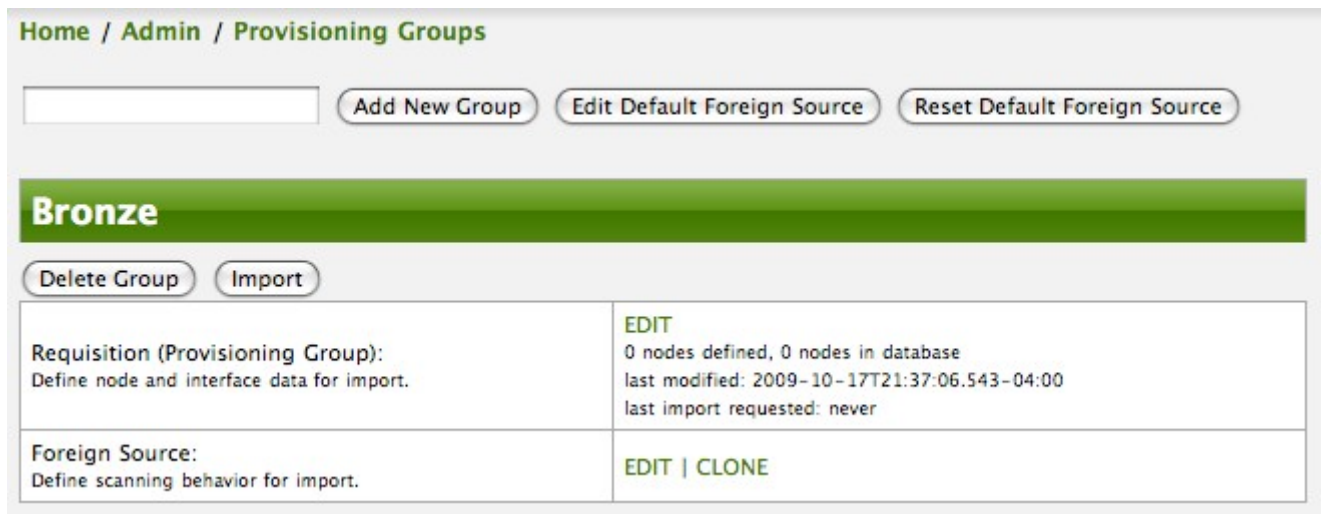 Home / Admin / Provisioning Groups
Add New Group Edit Default Foreign Source Reset Default Foreign Source
Bronze
Delete Group Import
Requisition (Provisioning Group):
Define node and interface data for import.
EDIT
0 nodes defined, 0 nodes in database
last modified: 2009-10-17T21:37:06.543-04:00
last import requested: never
Foreign Source:
Define scanning behavior for import.
EDIT | CLONE